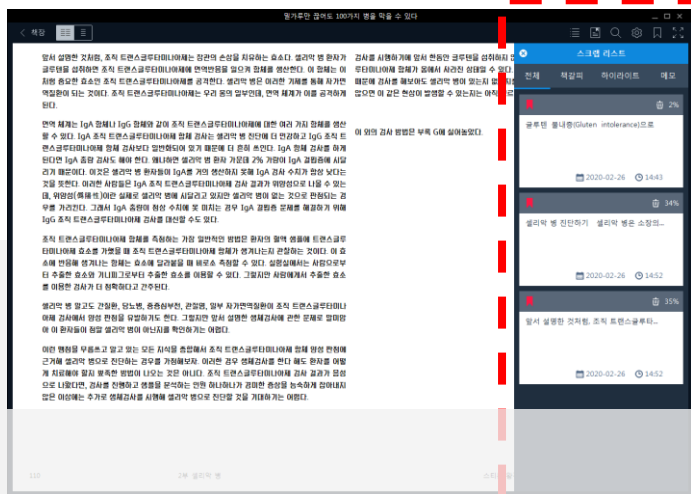 밀가루만 끊어도 100가지 병을 막을 수 있다
책장
앞서 설명한 것처럼, 조직 트랜스글루타미나아제는 장관의 손상을 치유하는 효소다. 셀리악 병 환자가
글루텐을 섭취하면 조직 트랜스글루타미나아제에 면역반응을 일으켜 항체를 생산한다. 이 항체는 이
처럼 중요한 효소인 조직 트랜스글루타미나아제를 공격한다. 셀리악 병은 이러한 기제를 통해 자가면
역질환이 되는 것이다. 조직 트랜스글루타미나아제는 우리 몸의 일부인데, 면역 체계가 이를 공격하게
된다.
면역 체계는 IgA 항체나 IgG 항체와 같이 조직 트랜스글루타미나아제에 대한 여러 가지 항체를 생산
할 수 있다. IgA 조직 트랜스글루타미나아제 항체 검사는 셀리악 병 진단에 더 민감하고 IgG 조직 트
랜스글루타미나아제 항체 검사보다 일반화되어 있기 때문에 더 흔히 쓰인다. IgA 항체 검사를 하게
된다면 IgA 총량 검사도 해야 한다. 왜냐하면 셀리악 병 환자 가운데 2% 가량이 IgA 결핍증에 시달
리기 때문이다. 이것은 셀리악 병 환자들이 IgA를 거의 생산하지 못해 IgA 검사 수치가 항상 낮다는
것을 뜻한다. 이러한 사람들은 IgA 조직 트랜스글루타미나아제 검사 결과가 위양성으로 나올 수 있는
데, 위양성(僞陽性)이란 실제로 셀리악 병에 시달리고 있지만 셀리악 병이 없는 것으로 판정되는 경
우를 가리킨다. 그래서 IgA 총량이 정상 수치에 못 미치는 경우 IgA 결핍증 문제를 해결하기 위해
IgG 조직 트랜스글루타미나아제 검사를 대신할 수도 있다.
조직 트랜스글루타미나아제 항체를 측정하는 가장 일반적인 방법은 환자의 혈액 샘플에 트랜스글루
타미나아제 효소를 가했을 때 조직 트랜스글루타미나아제 항체가 생겨나는지 관찰하는 것이다. 이 효
소에 반응해 생겨나는 항체는 효소에 달라붙을 때 비로소 측정할 수 있다. 실험실에서는 사람으로부
터 추출한 효소와 기니피그로부터 추출한 효소를 이용할 수 있다. 그렇지만 사람에게서 추출한 효소
를 이용한 검사가 더 정확하다고 간주된다.
셀리악 병 말고도 간질환, 당뇨병, 중증심부전, 관절염, 일부 자가면역질환이 조직 트랜스글루타미나
아제 검사에서 양성 판정을 유발하기도 한다. 그렇지만 앞서 설명한 생체검사에 관한 문제로 말미암
아 이 환자들이 정말 셀리악 병이 아닌지를 확인하기는 어렵다.
이런 맹점을 무릅쓰고 알고 있는 모든 지식을 총합해서 조직 트랜스글루타미나아제 항체 양성 판정에
근거해 셀리악 병으로 진단하는 경우를 가정해보자. 이러한 경우 생체검사를 한다 해도 환자를 어떻
게 치료해야 할지 뾰족한 방법이 나오는 것은 아니다. 조직 트랜스글루타미나아제 검사 결과가 음성
으로 나왔다면, 검사를 진행하고 샘플을 분석하는 인원 하나하나가 경미한 증상을 능숙하게 잡아내지
않은 이상에는 추가로 생체검사를 시행해 셀리악 병으로 진단할 것을 기대하기는 어렵다.
110
2부 셀리악 병
검사를 시행하기에 앞서 한동안 글루텐을 섭취하지 않
루타미나아제 항체가 몸에서 사라진 상태일 수 있다.
때문에 검사를 해보아도 셀리악 병이 있는지 없
않으면 이 같은 현상이 발생할 수 있는지는 아직
이 외의 검사 방법은 부록 G에 실어놓았다.
스크랩 리스트
전체 책갈피 하이라이트 메모
2%
글루텐 불내증(Gluten intolerance)으로
2020-02-26 14:43
34%
셀리악 병 진단하기 셀리악 병은 소장의...
2020-02-26 14:52
35%
앞서 설명한 것처럼, 조직 트랜스글루타...
2020-02-26 14:52